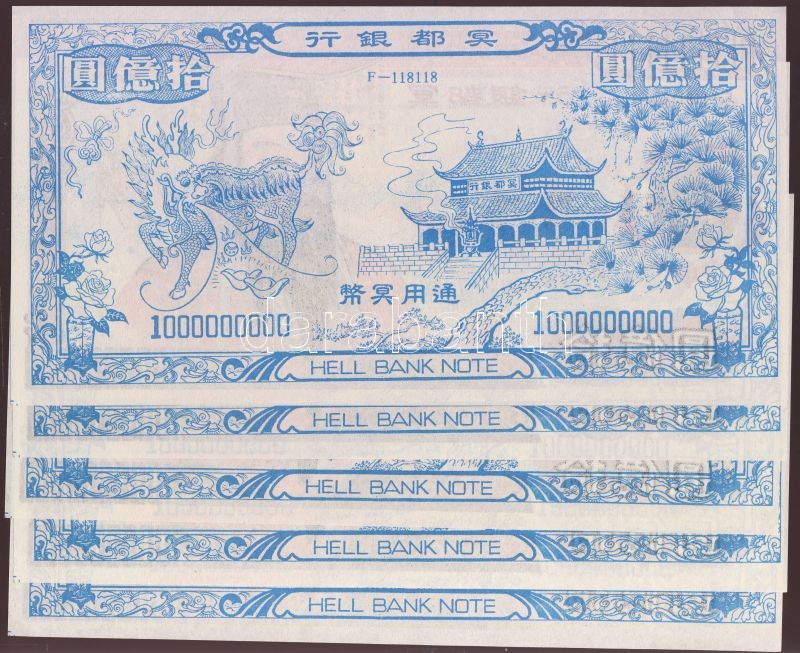 行銀都冥
圓億拾
F-118118
圓億拾
行銀都冥
幣冥用通
1000000000
1000000000
darabanth
HELL BANK NOTE
HELL BANK NOTE
HELL BANK NOTE
HELL BANK NOTE
HELL BANK NOTE